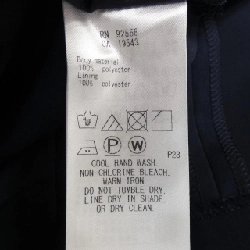 RN 92856
CA 19543
Body material
100% polyester
Lining
100% polyester
P W
P23
COOL HAND WASH.
NON-CHLORINE BLEACH.
WARM IRON.
DO NOT TUMBLE DRY.
LINE DRY IN SHADE.
OR DRY CLEAN.